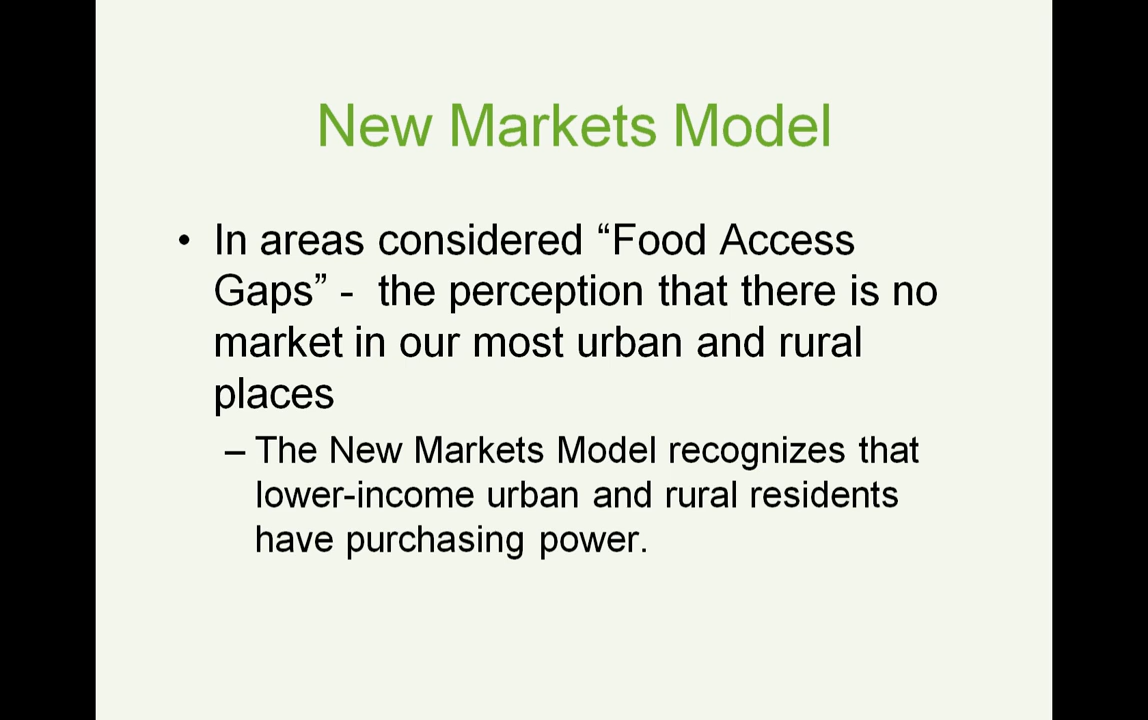 New Markets Model
• In areas considered “Food Access
Gaps” -  the perception that there is no
market in our most urban and rural
places
– The New Markets Model recognizes that
lower-income urban and rural residents
have purchasing power.